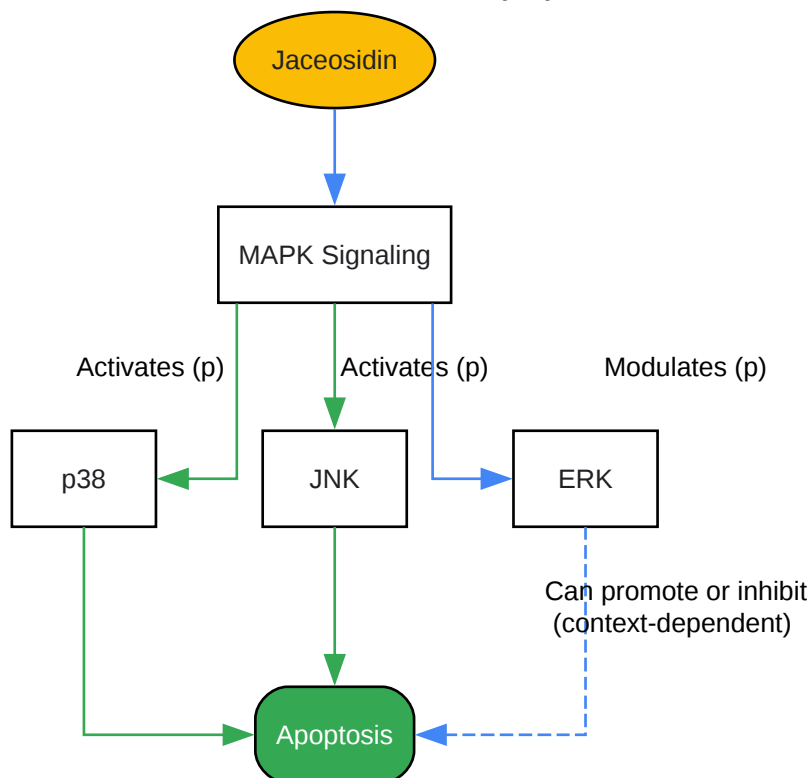 Jaceosidin
MAPK Signaling
Activates (p)
Activates (p)
Modulates (p)
p38
JNK
ERK
Can promote or inhibit
(context-dependent)
Apoptosis